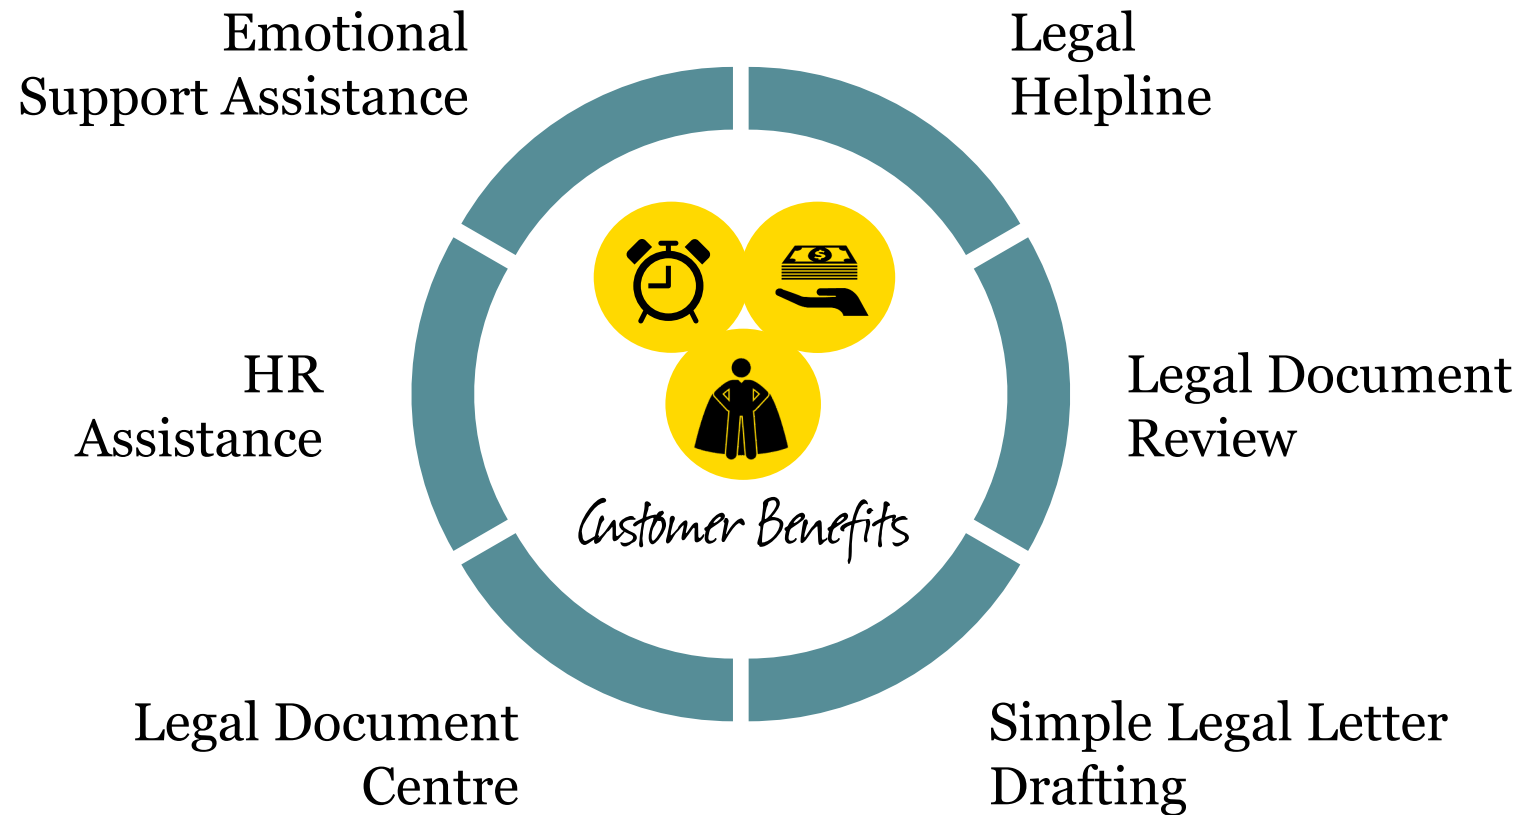 Emotional
Support Assistance
Legal
Helpline
HR
Assistance
Legal Document
Review
Customer Benefits
Legal Document
Centre
Simple Legal Letter
Drafting
$